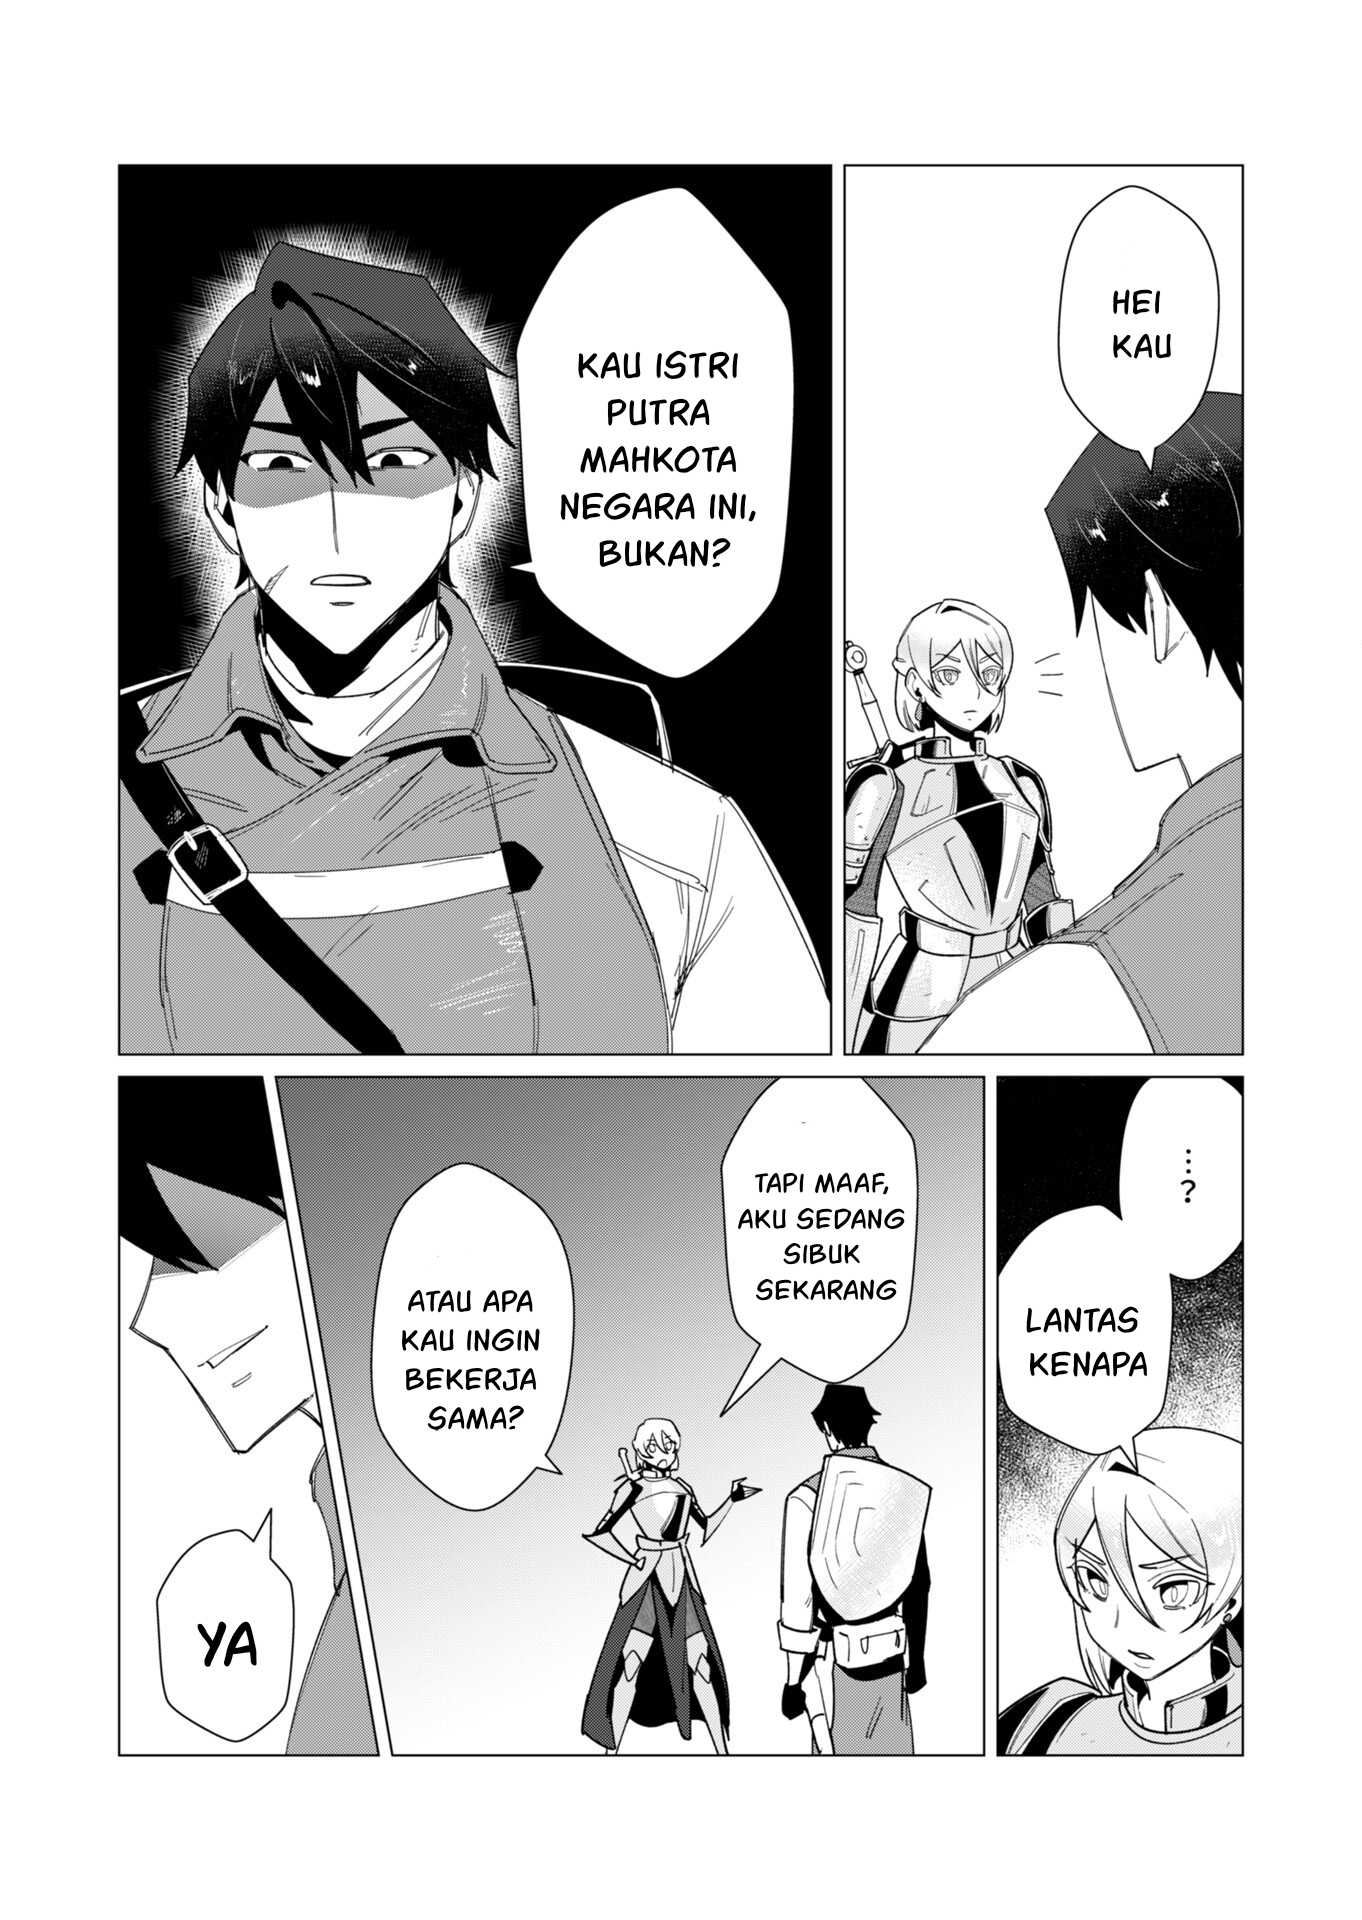 HEI
KAU
KAU ISTRI
PUTRA
MAHKOTA
NEGARA INI,
BUKAN?
...?
LANTAS
KENAPA
TAPI MAAF,
AKU SEDANG
SIBUK
SEKARANG
ATAU APA
KAU INGIN
BEKERJA
SAMA?
YA